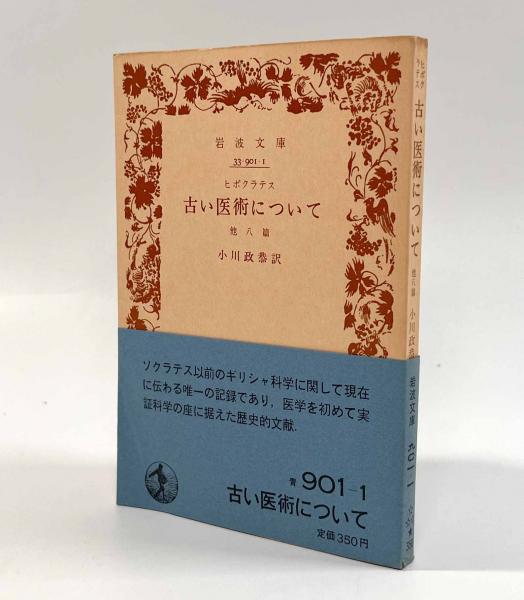 岩波文庫
33-901-1
ヒポクラテス
古い医術について
他八篇
小川政恭訳
ソクラテス以前のギリシャ科学に関して現在
に伝わる唯一の記録であり，医学を初めて実
証科学の座に据えた歴史的文献．
青 901-1
古い医術について
定価350円
ヒポクラテス
古い医術について
他八篇
小川政恭
岩波文庫
901-1